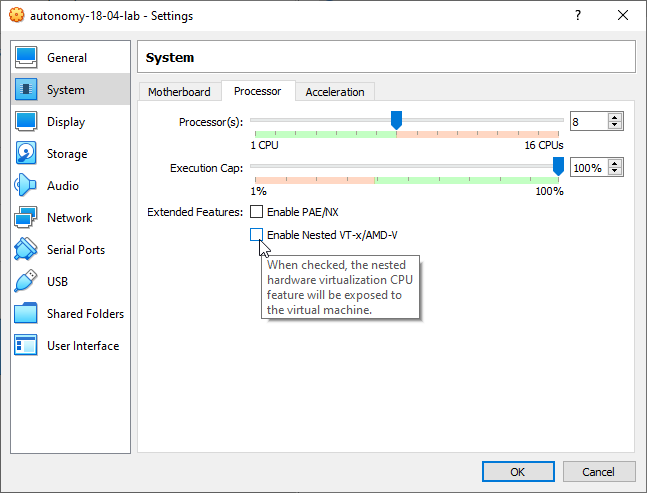 autonomy-18-04-lab - Settings
?
General
System
Display
Storage
Audio
Network
Serial Ports
USB
Shared Folders
User Interface
System
Motherboard Processor Acceleration
Processor(s): 8
1 CPU 16 CPUs
Execution Cap: 100%
1% 100%
Extended Features: Enable PAE/NX
Enable Nested VT-x/AMD-V
When checked, the nested
hardware virtualization CPU
feature will be exposed to
the virtual machine.
OK Cancel